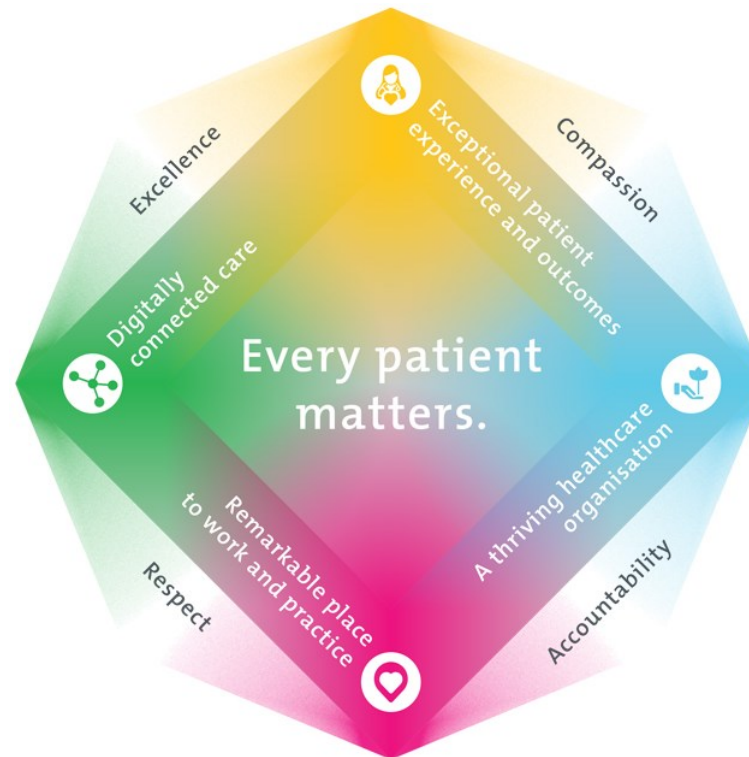 Excellence
Compassion
Exceptional patient
experience and outcomes
Digitally
connected care
Every patient
matters.
Remarkable place
to work and practice
A thriving healthcare
organisation
Respect
Accountability